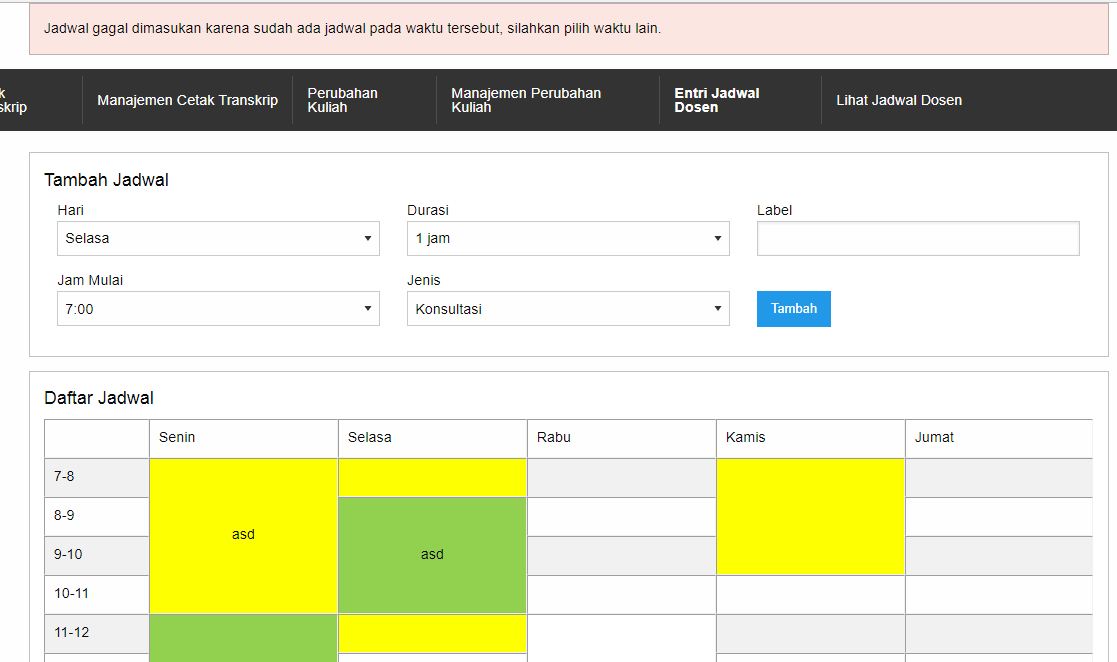 Jadwal gagal dimasukan karena sudah ada jadwal pada waktu tersebut, silahkan pilih waktu lain.
k
skrip
Manajemen Cetak Transkrip
Perubahan
Kuliah
Manajemen Perubahan
Kuliah
Entri Jadwal
Dosen
Lihat Jadwal Dosen
Tambah Jadwal
Hari
Durasi
Label
Selasa
1 jam
Jam Mulai
Jenis
7:00
Konsultasi
Tambah
Daftar Jadwal
Senin
Selasa
Rabu
Kamis
Jumat
7-8
8-9
asd
9-10
asd
10-11
11-12